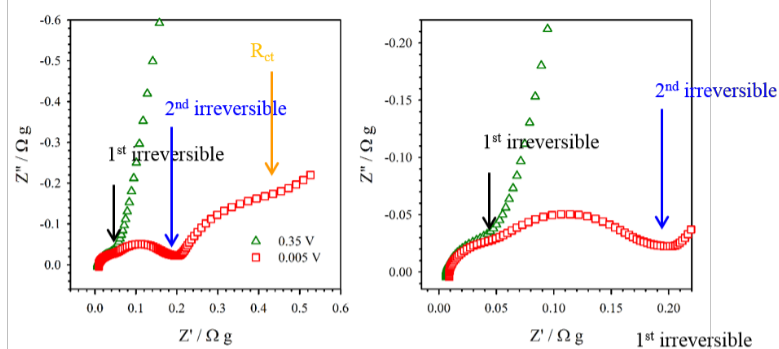 -0.6
-0.5
-0.4
-0.3
-0.2
-0.1
0.0
Z" / Ω g
0.0 0.1 0.2 0.3 0.4 0.5 0.6
Z' / Ω g
Rct
2nd irreversible
1st irreversible
0.35 V
0.005 V
-0.20
-0.15
-0.10
-0.05
0.00
Z" / Ω g
0.00 0.05 0.10 0.15 0.20
Z' / Ω g
2nd irreversible
1st irreversible
1st irreversible